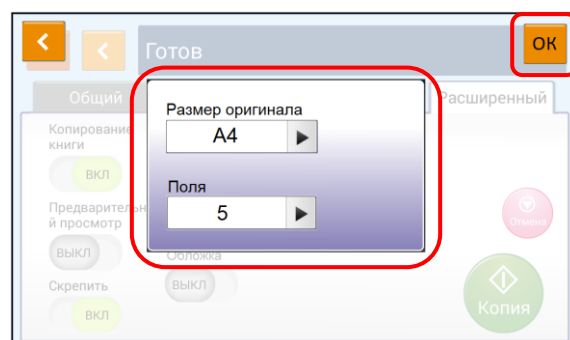 Готов
ОК
Общий
Расширенный
Копирование
книги
ВКЛ
Предварительн
й просмотр
ВЫКЛ
Скрепить
ВКЛ
Размер оригинала
A4
Поля
5
Обложка
ВЫКЛ
Отмена
Копия